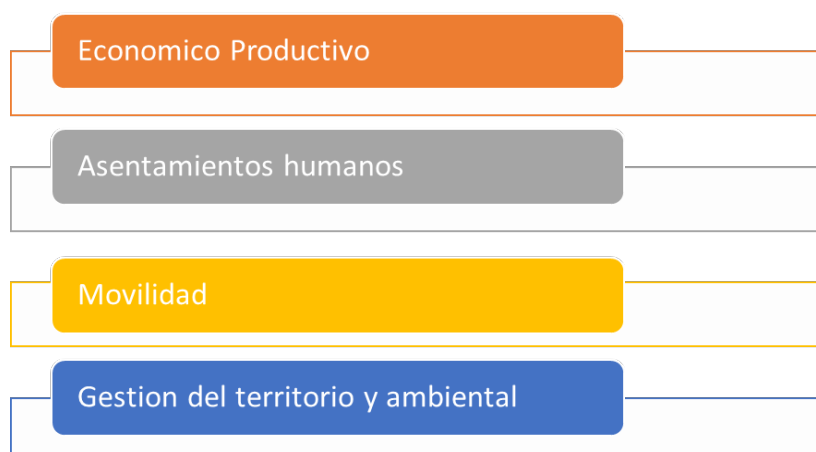 Economico Productivo
Asentamientos humanos
Movilidad
Gestion del territorio y ambiental